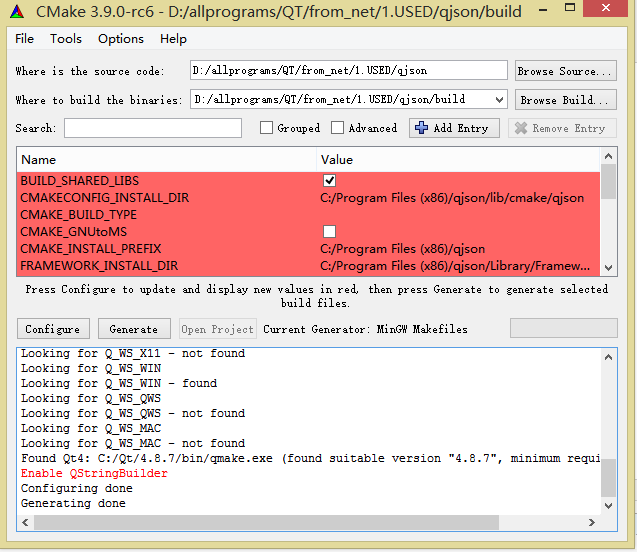 CMake 3.9.0-rc6 - D:/allprograms/QT/from_net/1.USED/qjson/build
File Tools Options Help
Where is the source code: D:/allprograms/QT/from_net/1.USED/qjson Browse Source...
Where to build the binaries: D:/allprograms/QT/from_net/1.USED/qjson/build Browse Build...
Search: Grouped Advanced Add Entry Remove Entry
Name Value
BUILD_SHARED_LIBS
CMAKECONFIG_INSTALL_DIR C:/Program Files (x86)/qjson/lib/cmake/qjson
CMAKE_BUILD_TYPE
CMAKE_GNUtoMS
CMAKE_INSTALL_PREFIX C:/Program Files (x86)/qjson
FRAMEWORK_INSTALL_DIR C:/Program Files (x86)/qjson/Library/Framew...
Press Configure to update and display new values in red, then press Generate to generate selected
build files.
Configure Generate Open Project Current Generator: MinGW Makefiles
Looking for Q_WS_X11 - not found
Looking for Q_WS_WIN
Looking for Q_WS_WIN - found
Looking for Q_WS_QWS
Looking for Q_WS_QWS - not found
Looking for Q_WS_MAC
Looking for Q_WS_MAC - not found
Found Qt4: C:/Qt/4.8.7/bin/qmake.exe (found suitable version "4.8.7", minimum requi
Enable QStringBuilder
Configuring done
Generating done